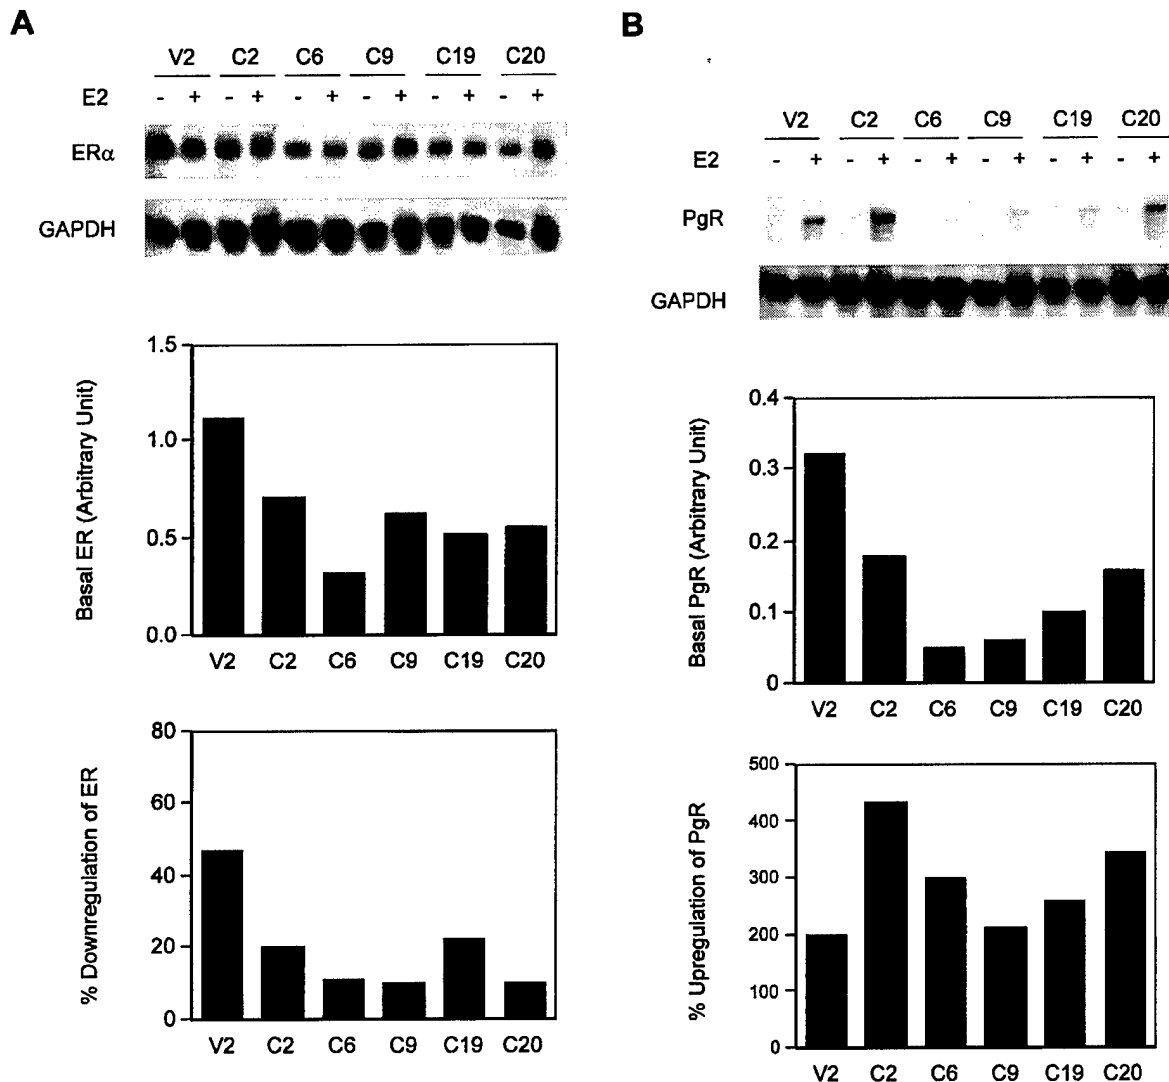 A
V2 C2 C6 C9 C19 C20
E2 - + - + - + - + - + - +
ERα
GAPDH
1.5
1.0
0.5
0.0
Basal ER (Arbitrary Unit)
V2 C2 C6 C9 C19 C20
80
60
40
20
0
% Downregulation of ER
V2 C2 C6 C9 C19 C20
B
V2 C2 C6 C9 C19 C20
E2 - + - + - + - + - + - +
PgR
GAPDH
0.4
0.3
0.2
0.1
0
Basal PgR (Arbitrary Unit)
V2 C2 C6 C9 C19 C20
500
400
300
200
100
0
% Upregulation of PgR
V2 C2 C6 C9 C19 C20